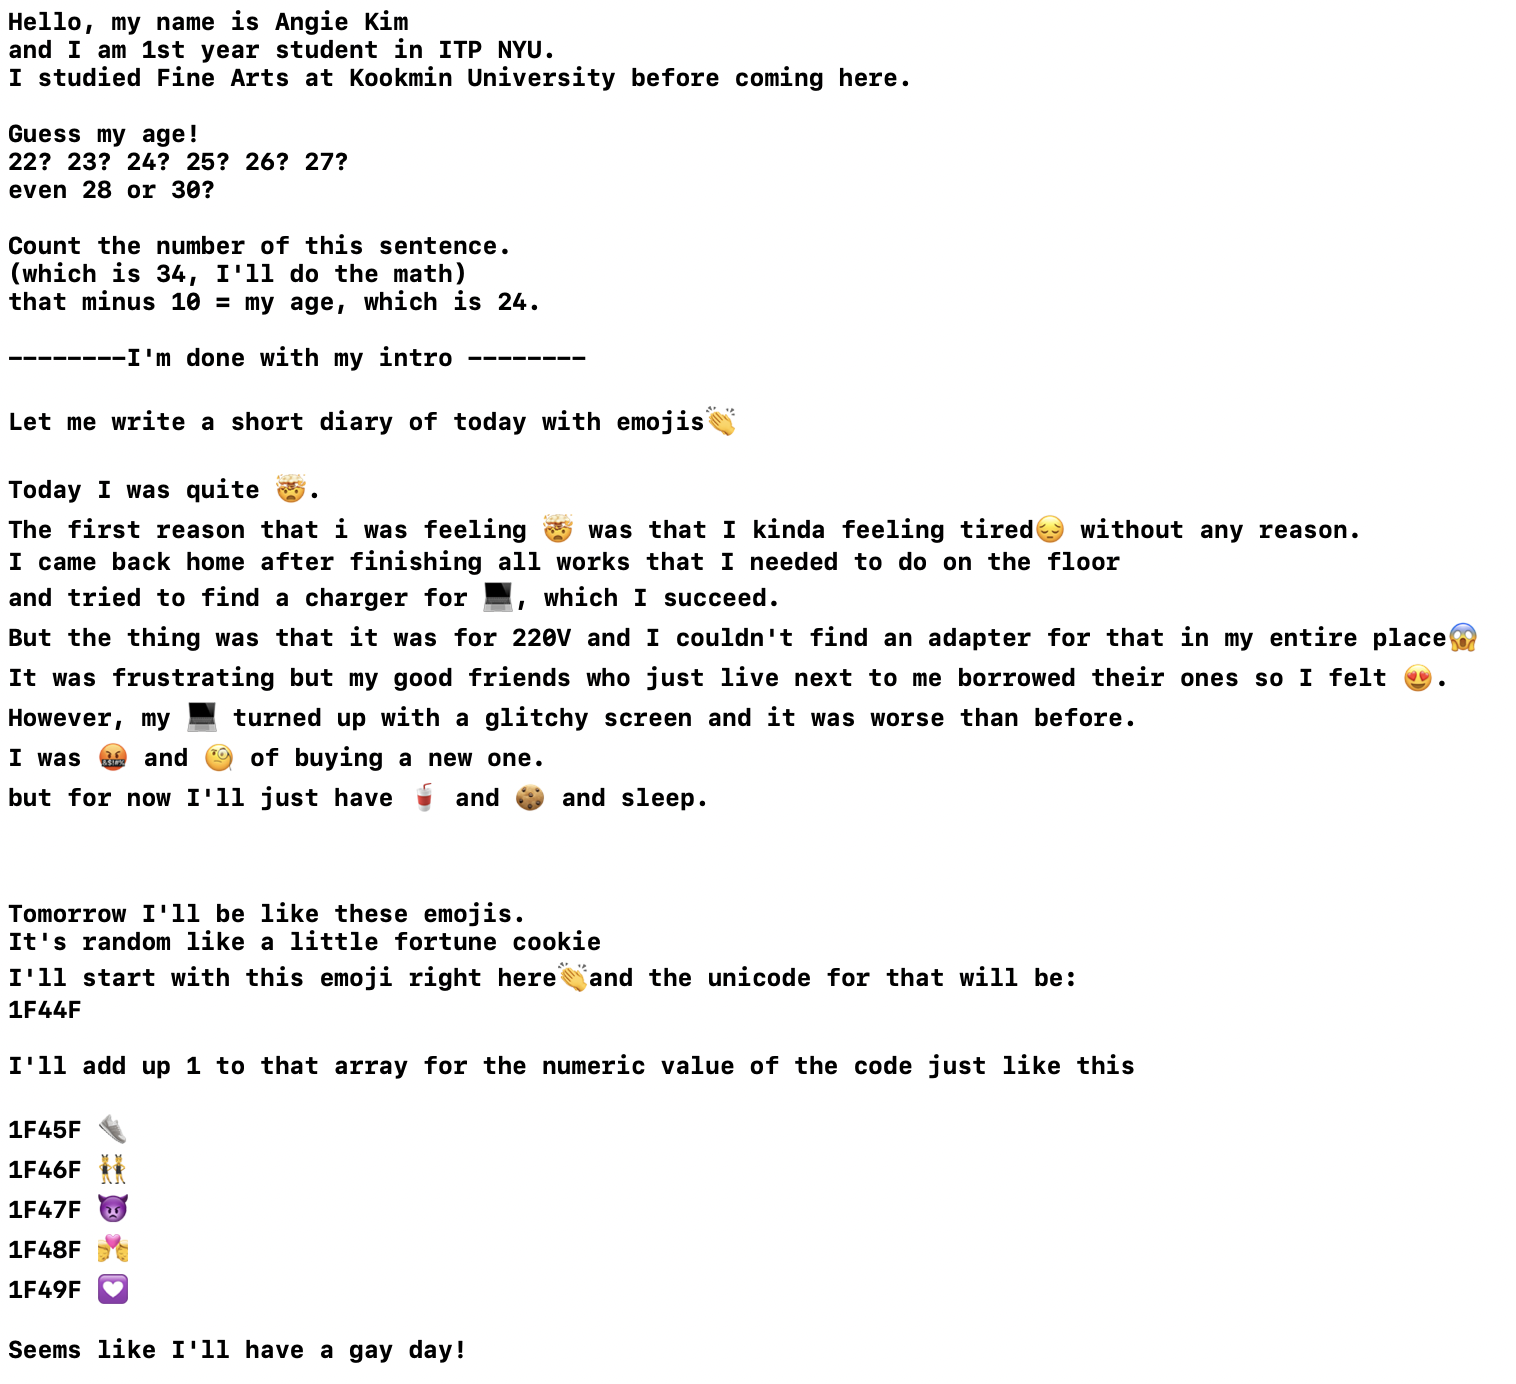 Hello, my name is Angie Kim
and I am 1st year student in ITP NYU.
I studied Fine Arts at Kookmin University before coming here.
Guess my age!
22? 23? 24? 25? 26? 27?
even 28 or 30?
Count the number of this sentence.
(which is 34, I'll do the math)
that minus 10 = my age, which is 24.
--------I'm done with my intro --------
Let me write a short diary of today with emojis👏
Today I was quite 🤯.
The first reason that i was feeling 🤯 was that I kinda feeling tired😔 without any reason.
I came back home after finishing all works that I needed to do on the floor
and tried to find a charger for 💻, which I succeed.
But the thing was that it was for 220V and I couldn't find an adapter for that in my entire place😱
It was frustrating but my good friends who just live next to me borrowed their ones so I felt 😍.
However, my 💻 turned up with a glitchy screen and it was worse than before.
I was 🤬 and 🧐 of buying a new one.
but for now I'll just have 🥤 and 🍪 and sleep.
Tomorrow I'll be like these emojis.
It's random like a little fortune cookie
I'll start with this emoji right here👏and the unicode for that will be:
1F44F
I'll add up 1 to that array for the numeric value of the code just like this
1F45F 👟
1F46F 👯
1F47F 👿
1F48F 💏
1F49F 💟
Seems like I'll have a gay day!